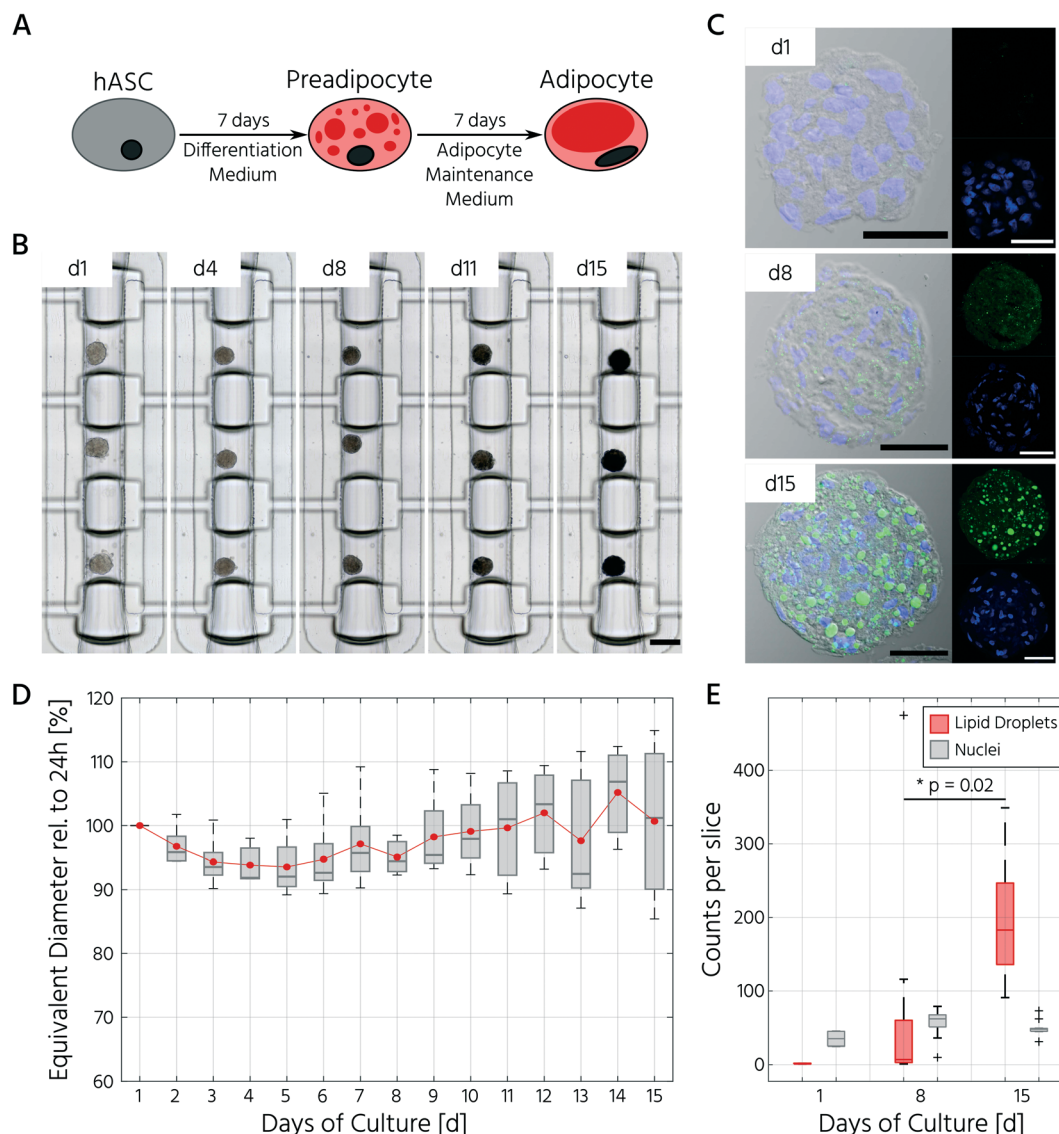 A
hASC
Preadipocyte
Adipocyte
7 days
Differentiation
Medium
7 days
Adipocyte
Maintenance
Medium
B
d1
d4
d8
d11
d15
C
d1
d8
d15
D
Equivalent Diameter rel. to 24h [%]
120
110
100
90
80
70
60
1 2 3 4 5 6 7 8 9 10 11 12 13 14 15
Days of Culture [d]
E
Lipid Droplets
Nuclei
* p = 0.02
Counts per slice
400
300
200
100
0
1 8 15
Days of Culture [d]